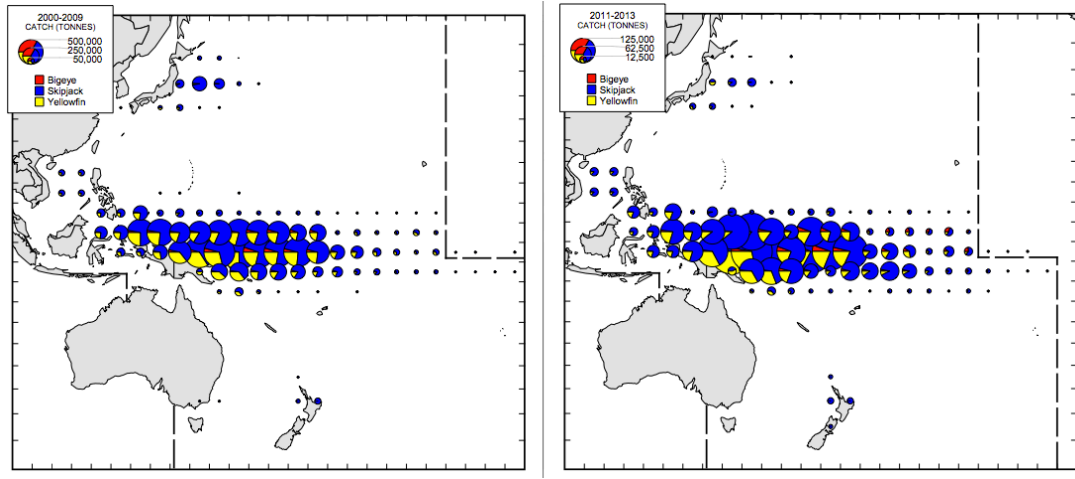 2000-2009
CATCH (TONNES)
500,000
250,000
50,000
Bigeye
Skipjack
Yellowfin
2011-2013
CATCH (TONNES)
125,000
62,500
12,500
Bigeye
Skipjack
Yellowfin